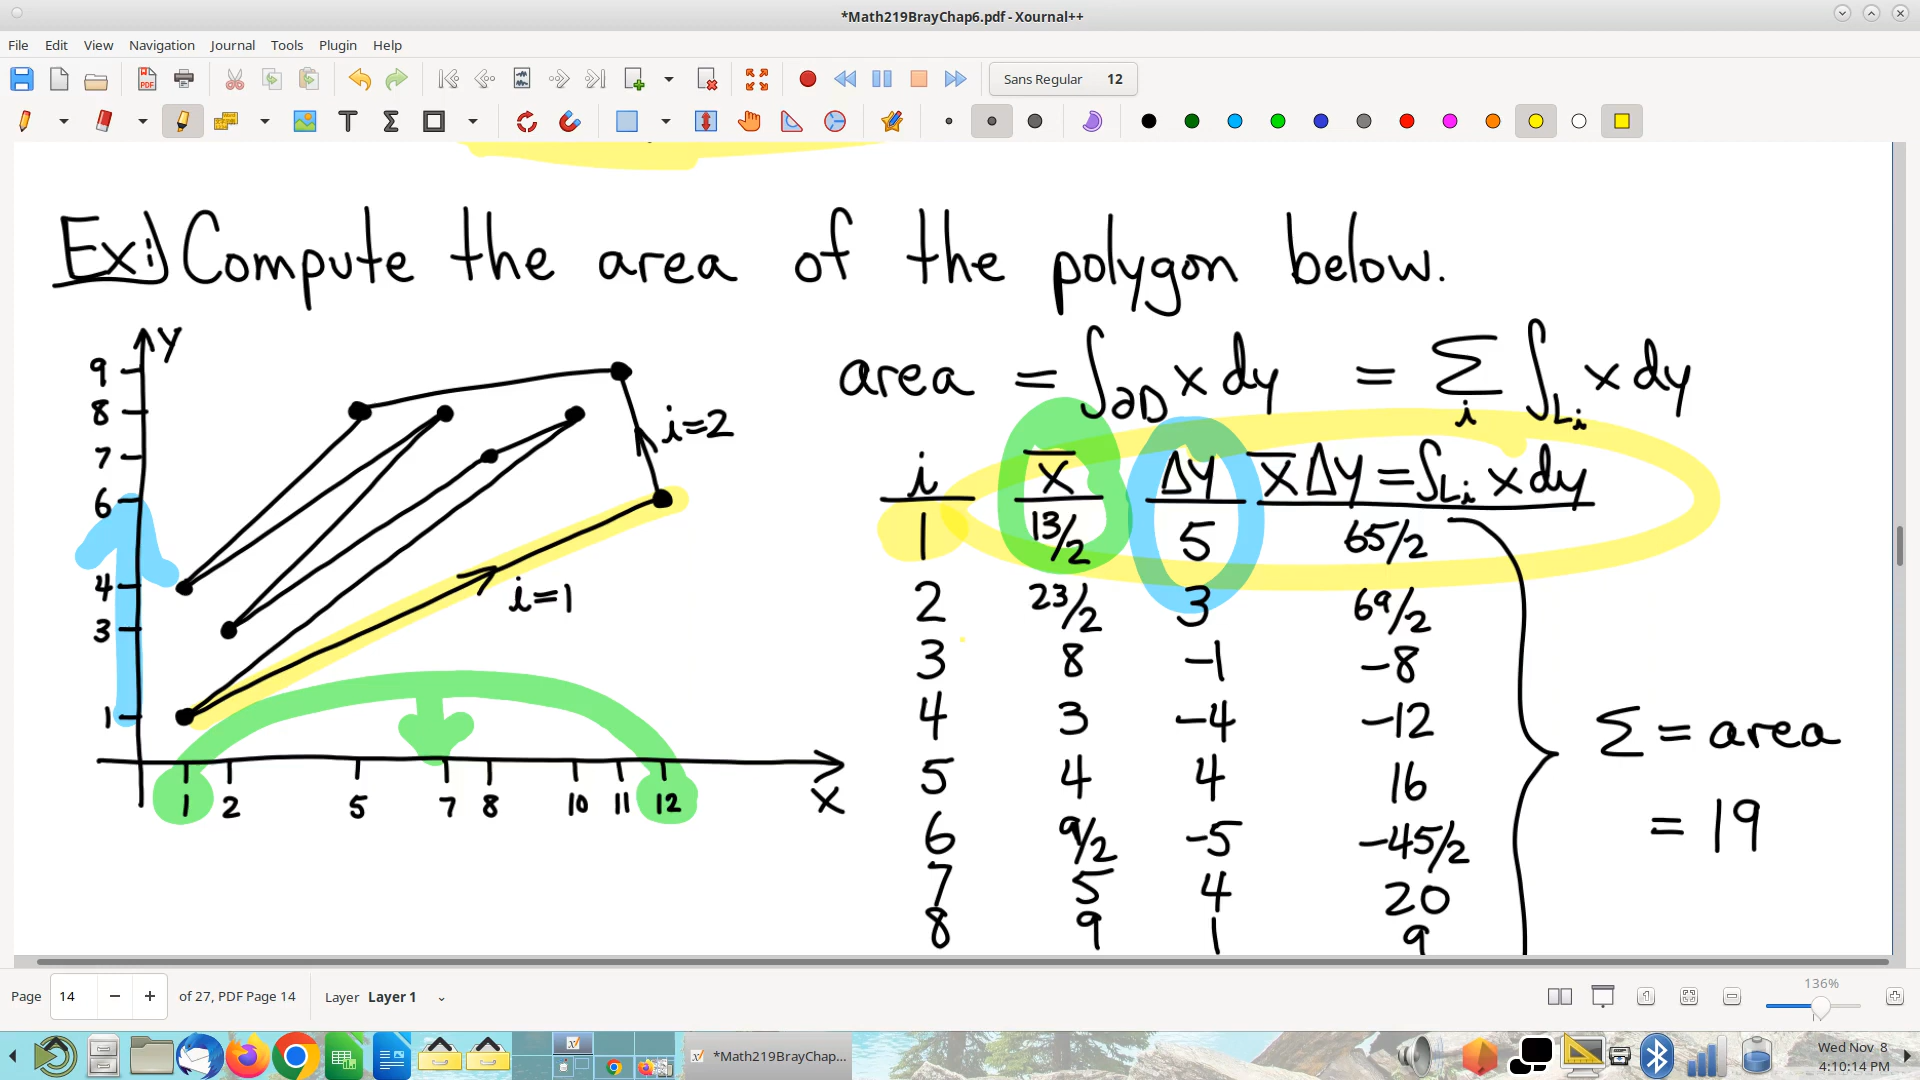 *Math219BrayChap6.pdf - Xournal++
File Edit View Navigation Journal Tools Plugin Help
Sans Regular 12
Ex:) Compute the area of the polygon below.
y
9
8
7
6
4
3
1
1 2 5 7 8 10 11 12
x
i=2
i=1
area = ∫∂D x dy = Σi ∫Li x dy
i x̄ Δy x̄ Δy = ∫Li x dy
1 13/2 5 65/2
2 23/2 3 69/2
3 8 -1 -8
4 3 -4 -12
5 4 4 16
6 9/2 -5 -45/2
7 5 4 20
8 9 1 9
Σ = area
= 19
Page 14 of 27, PDF Page 14 Layer Layer 1
136%
*Math219BrayChap...
Wed Nov 8
4:10:14 PM